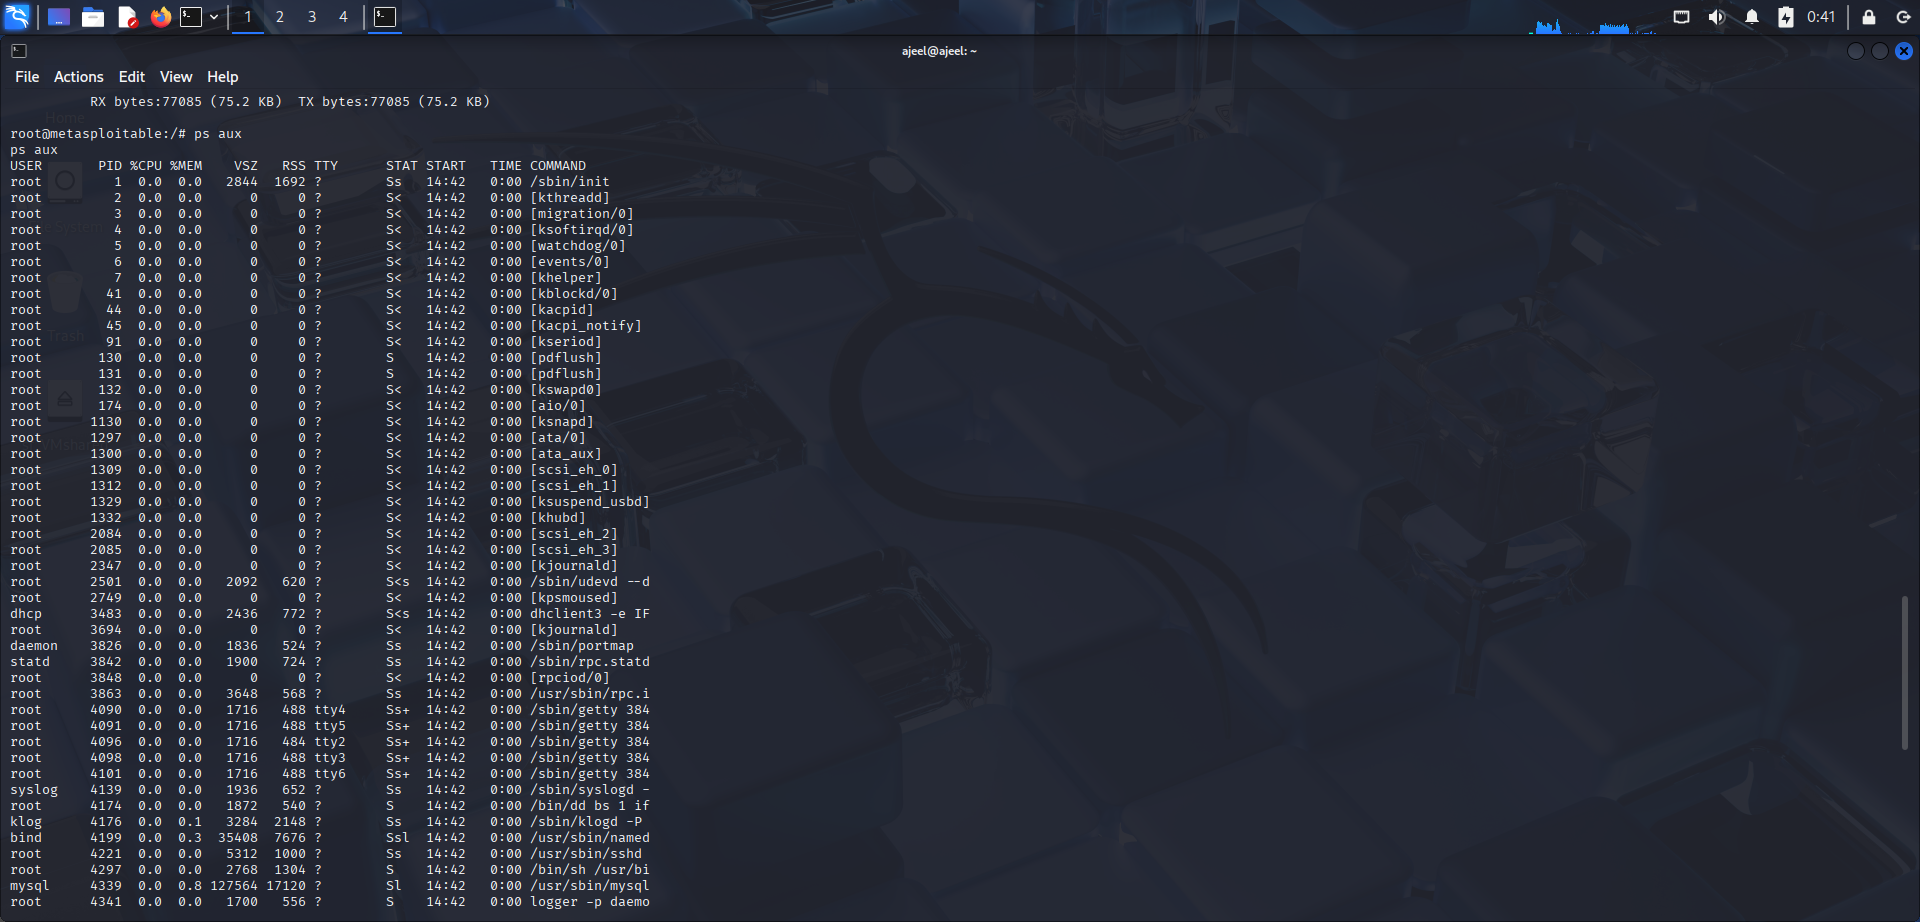 1 2 3 4 0:41
ajeel@ajeel: ~
File Actions Edit View Help
RX bytes:77085 (75.2 KB)  TX bytes:77085 (75.2 KB)
Home
root@metasploitable:/# ps aux
ps aux
USER       PID %CPU %MEM    VSZ   RSS TTY      STAT START   TIME COMMAND
root         1  0.0  0.0   2844  1692 ?        Ss   14:42   0:00 /sbin/init
root         2  0.0  0.0      0     0 ?        S<   14:42   0:00 [kthreadd]
root         3  0.0  0.0      0     0 ?        S<   14:42   0:00 [migration/0]
root         4  0.0  0.0      0     0 ?        S<   14:42   0:00 [ksoftirqd/0]
root         5  0.0  0.0      0     0 ?        S<   14:42   0:00 [watchdog/0]
root         6  0.0  0.0      0     0 ?        S<   14:42   0:00 [events/0]
root         7  0.0  0.0      0     0 ?        S<   14:42   0:00 [khelper]
root        41  0.0  0.0      0     0 ?        S<   14:42   0:00 [kblockd/0]
root        44  0.0  0.0      0     0 ?        S<   14:42   0:00 [kacpid]
root        45  0.0  0.0      0     0 ?        S<   14:42   0:00 [kacpi_notify]
root        91  0.0  0.0      0     0 ?        S<   14:42   0:00 [kseriod]
root       130  0.0  0.0      0     0 ?        S    14:42   0:00 [pdflush]
root       131  0.0  0.0      0     0 ?        S    14:42   0:00 [pdflush]
root       132  0.0  0.0      0     0 ?        S<   14:42   0:00 [kswapd0]
root       174  0.0  0.0      0     0 ?        S<   14:42   0:00 [aio/0]
root      1130  0.0  0.0      0     0 ?        S<   14:42   0:00 [ksnapd]
root      1297  0.0  0.0      0     0 ?        S<   14:42   0:00 [ata/0]
root      1300  0.0  0.0      0     0 ?        S<   14:42   0:00 [ata_aux]
root      1309  0.0  0.0      0     0 ?        S<   14:42   0:00 [scsi_eh_0]
root      1312  0.0  0.0      0     0 ?        S<   14:42   0:00 [scsi_eh_1]
root      1329  0.0  0.0      0     0 ?        S<   14:42   0:00 [ksuspend_usbd]
root      1332  0.0  0.0      0     0 ?        S<   14:42   0:00 [khubd]
root      2084  0.0  0.0      0     0 ?        S<   14:42   0:00 [scsi_eh_2]
root      2085  0.0  0.0      0     0 ?        S<   14:42   0:00 [scsi_eh_3]
root      2347  0.0  0.0      0     0 ?        S<   14:42   0:00 [kjournald]
root      2501  0.0  0.0   2092   620 ?        S<s  14:42   0:00 /sbin/udevd --d
root      2749  0.0  0.0      0     0 ?        S<   14:42   0:00 [kpsmoused]
dhcp      3483  0.0  0.0   2436   772 ?        S<s  14:42   0:00 dhclient3 -e IF
root      3694  0.0  0.0      0     0 ?        S<   14:42   0:00 [kjournald]
daemon    3826  0.0  0.0   1836   524 ?        Ss   14:42   0:00 /sbin/portmap
statd     3842  0.0  0.0   1900   724 ?        Ss   14:42   0:00 /sbin/rpc.statd
root      3848  0.0  0.0      0     0 ?        S<   14:42   0:00 [rpciod/0]
root      3863  0.0  0.0   3648   568 ?        Ss   14:42   0:00 /usr/sbin/rpc.i
root      4090  0.0  0.0   1716   488 tty4     Ss+  14:42   0:00 /sbin/getty 384
root      4091  0.0  0.0   1716   488 tty5     Ss+  14:42   0:00 /sbin/getty 384
root      4096  0.0  0.0   1716   484 tty2     Ss+  14:42   0:00 /sbin/getty 384
root      4098  0.0  0.0   1716   488 tty3     Ss+  14:42   0:00 /sbin/getty 384
root      4101  0.0  0.0   1716   488 tty6     Ss+  14:42   0:00 /sbin/getty 384
syslog    4139  0.0  0.0   1936   652 ?        Ss   14:42   0:00 /sbin/syslogd -
root      4174  0.0  0.0   1872   540 ?        S    14:42   0:00 /bin/dd bs 1 if
klog      4176  0.0  0.1   3284  2148 ?        Ss   14:42   0:00 /sbin/klogd -P
bind      4199  0.0  0.3  35408  7676 ?        Ssl  14:42   0:00 /usr/sbin/named
root      4221  0.0  0.0   5312  1000 ?        Ss   14:42   0:00 /usr/sbin/sshd
root      4297  0.0  0.0   2768  1304 ?        S    14:42   0:00 /bin/sh /usr/bi
mysql     4339  0.0  0.8 127564 17120 ?        Sl   14:42   0:00 /usr/sbin/mysql
root      4341  0.0  0.0   1700   556 ?        S    14:42   0:00 logger -p daemo
Trash